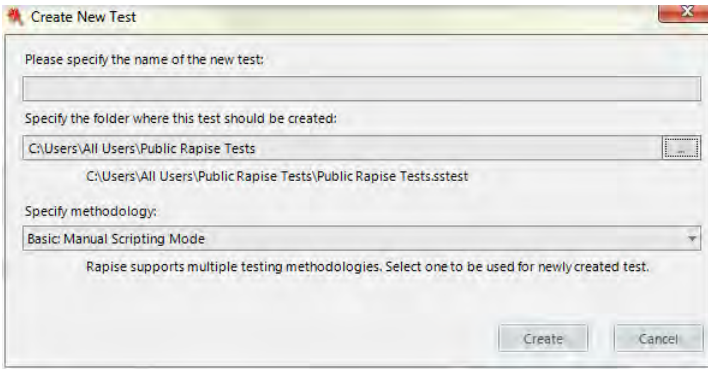 Create New Test
Please specify the name of the new test:
Specify the folder where this test should be created:
C:\Users\All Users\Public Rapise Tests
...
C:\Users\All Users\Public Rapise Tests\Public Rapise Tests.sstest
Specify methodology:
Basic: Manual Scripting Mode
Rapise supports multiple testing methodologies. Select one to be used for newly created test.
Create Cancel